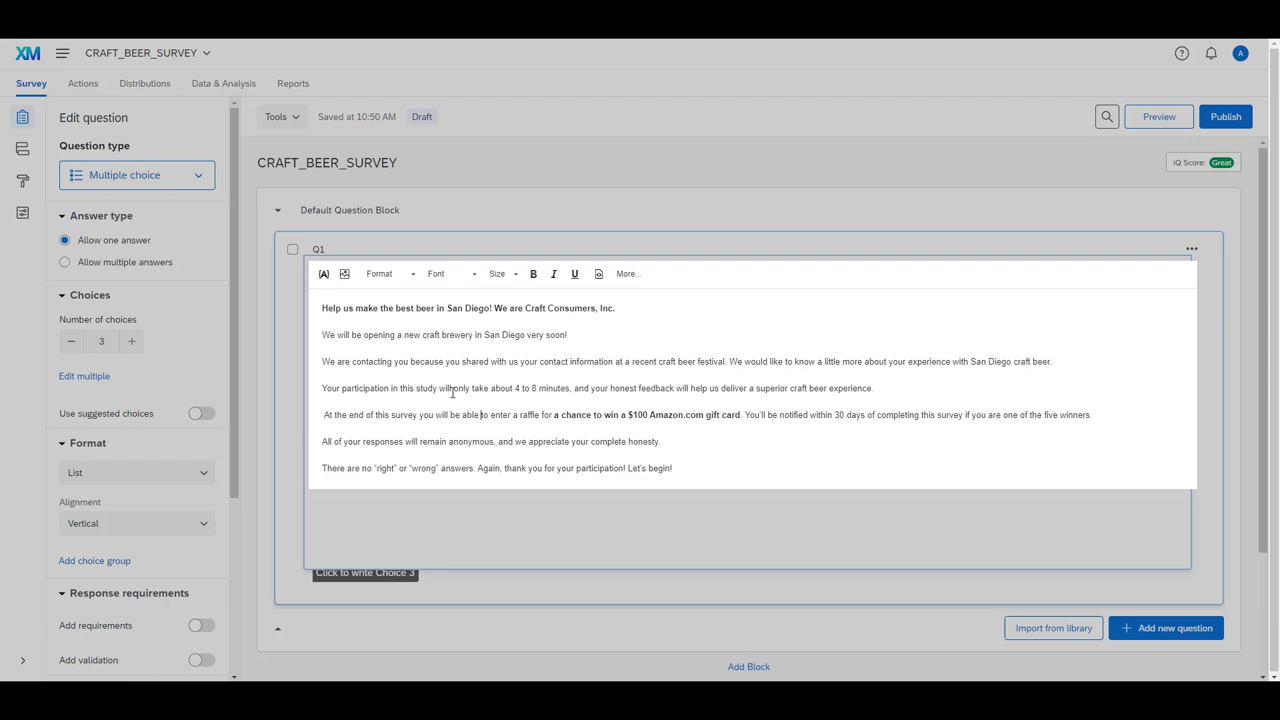 XM CRAFT_BEER_SURVEY A
Survey Actions Distributions Data & Analysis Reports
Edit question
Question type
Multiple choice
Answer type
Allow one answer
Allow multiple answers
Choices
Number of choices
3
Edit multiple
Use suggested choices
Format
List
Alignment
Vertical
Add choice group
Response requirements
Add requirements
Add validation
Tools Saved at 10:50 AM Draft Preview Publish
CRAFT_BEER_SURVEY iQ Score: Great
Default Question Block
Q1
Format Font Size B I U More...
Help us make the best beer in San Diego! We are Craft Consumers, Inc.
We will be opening a new craft brewery in San Diego very soon!
We are contacting you because you shared with us your contact information at a recent craft beer festival. We would like to know a little more about your experience with San Diego craft beer.
Your participation in this study will only take about 4 to 8 minutes, and your honest feedback will help us deliver a superior craft beer experience.
At the end of this survey you will be able to enter a raffle for a chance to win a $100 Amazon.com gift card. You'll be notified within 30 days of completing this survey if you are one of the five winners.
All of your responses will remain anonymous, and we appreciate your complete honesty.
There are no “right” or “wrong” answers. Again, thank you for your participation! Let's begin!
Click to write Choice 3
Import from library + Add new question
Add Block